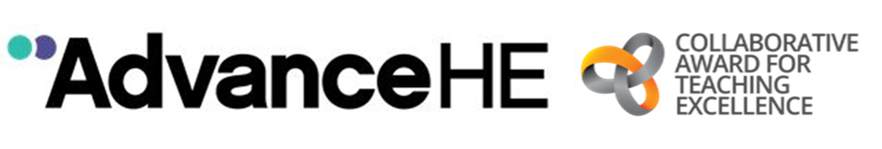 AdvanceHE
COLLABORATIVE
AWARD FOR
TEACHING
EXCELLENCE